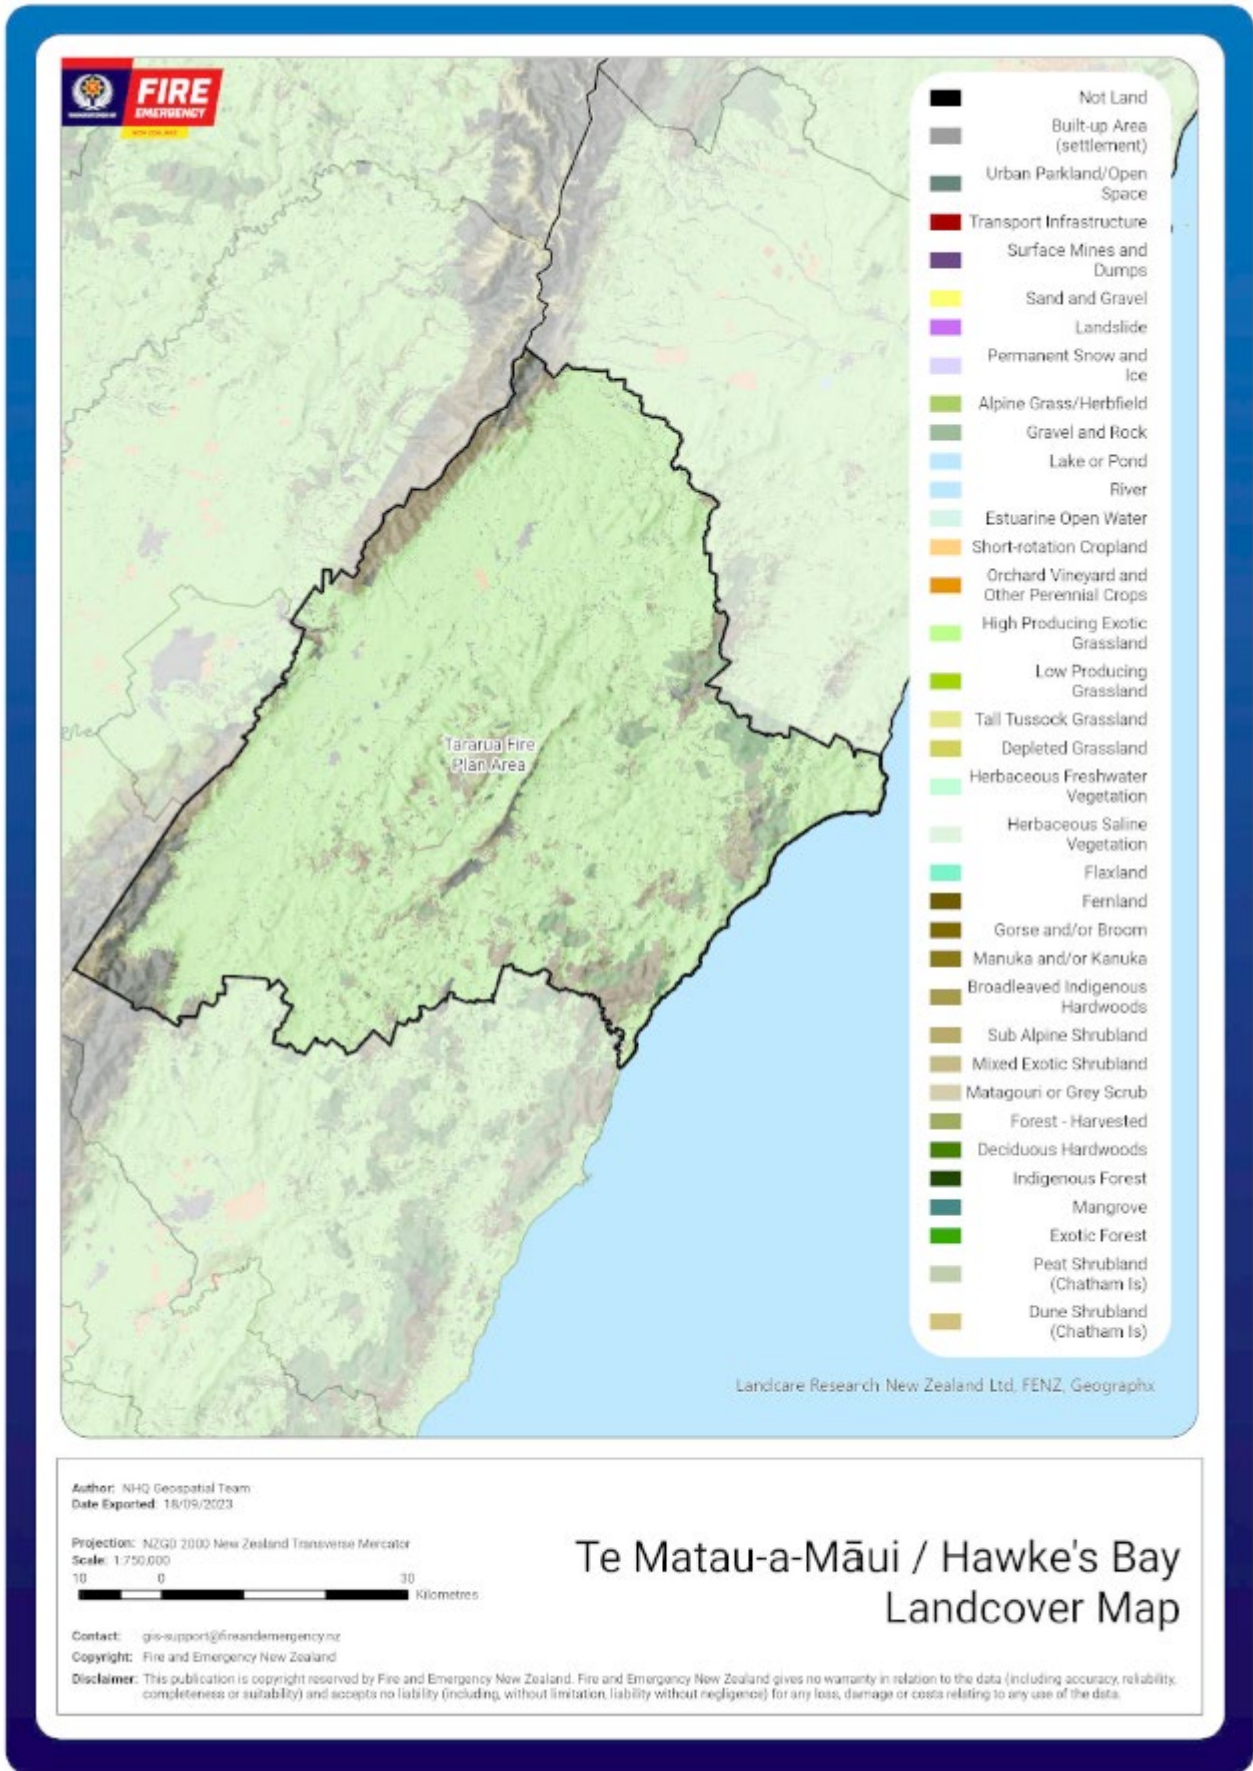 FIRE
EMERGENCY
NEW ZEALAND
Not Land
Built-up Area
(settlement)
Urban Parkland/Open
Space
Transport Infrastructure
Surface Mines and
Dumps
Sand and Gravel
Landslide
Permanent Snow and
Ice
Alpine Grass/Herbfield
Gravel and Rock
Lake or Pond
River
Estuarine Open Water
Short-rotation Cropland
Orchard Vineyard and
Other Perennial Crops
High Producing Exotic
Grassland
Low Producing
Grassland
Tall Tussock Grassland
Depleted Grassland
Herbaceous Freshwater
Vegetation
Herbaceous Saline
Vegetation
Flaxland
Fernland
Gorse and/or Broom
Manuka and/or Kanuka
Broadleaved Indigenous
Hardwoods
Sub Alpine Shrubland
Mixed Exotic Shrubland
Matagouri or Grey Scrub
Forest - Harvested
Deciduous Hardwoods
Indigenous Forest
Mangrove
Exotic Forest
Peat Shrubland
(Chatham Is)
Dune Shrubland
(Chatham Is)
Tararua Fire
Plan Area
Landcare Research New Zealand Ltd, FENZ, Geographx
Author: NHQ Geospatial Team
Date Exported: 18/09/2023
Projection: NZGD 2000 New Zealand Transverse Mercator
Scale: 1:750,000
10 0 30
Kilometres
Te Matau-a-Māui / Hawke's Bay
Landcover Map
Contact: gis-support@fireandemergency.nz
Copyright: Fire and Emergency New Zealand
Disclaimer: This publication is copyright reserved by Fire and Emergency New Zealand. Fire and Emergency New Zealand gives no warranty in relation to the data (including accuracy, reliability,
completeness or suitability) and accepts no liability (including, without limitation, liability without negligence) for any loss, damage or costs relating to any use of the data.